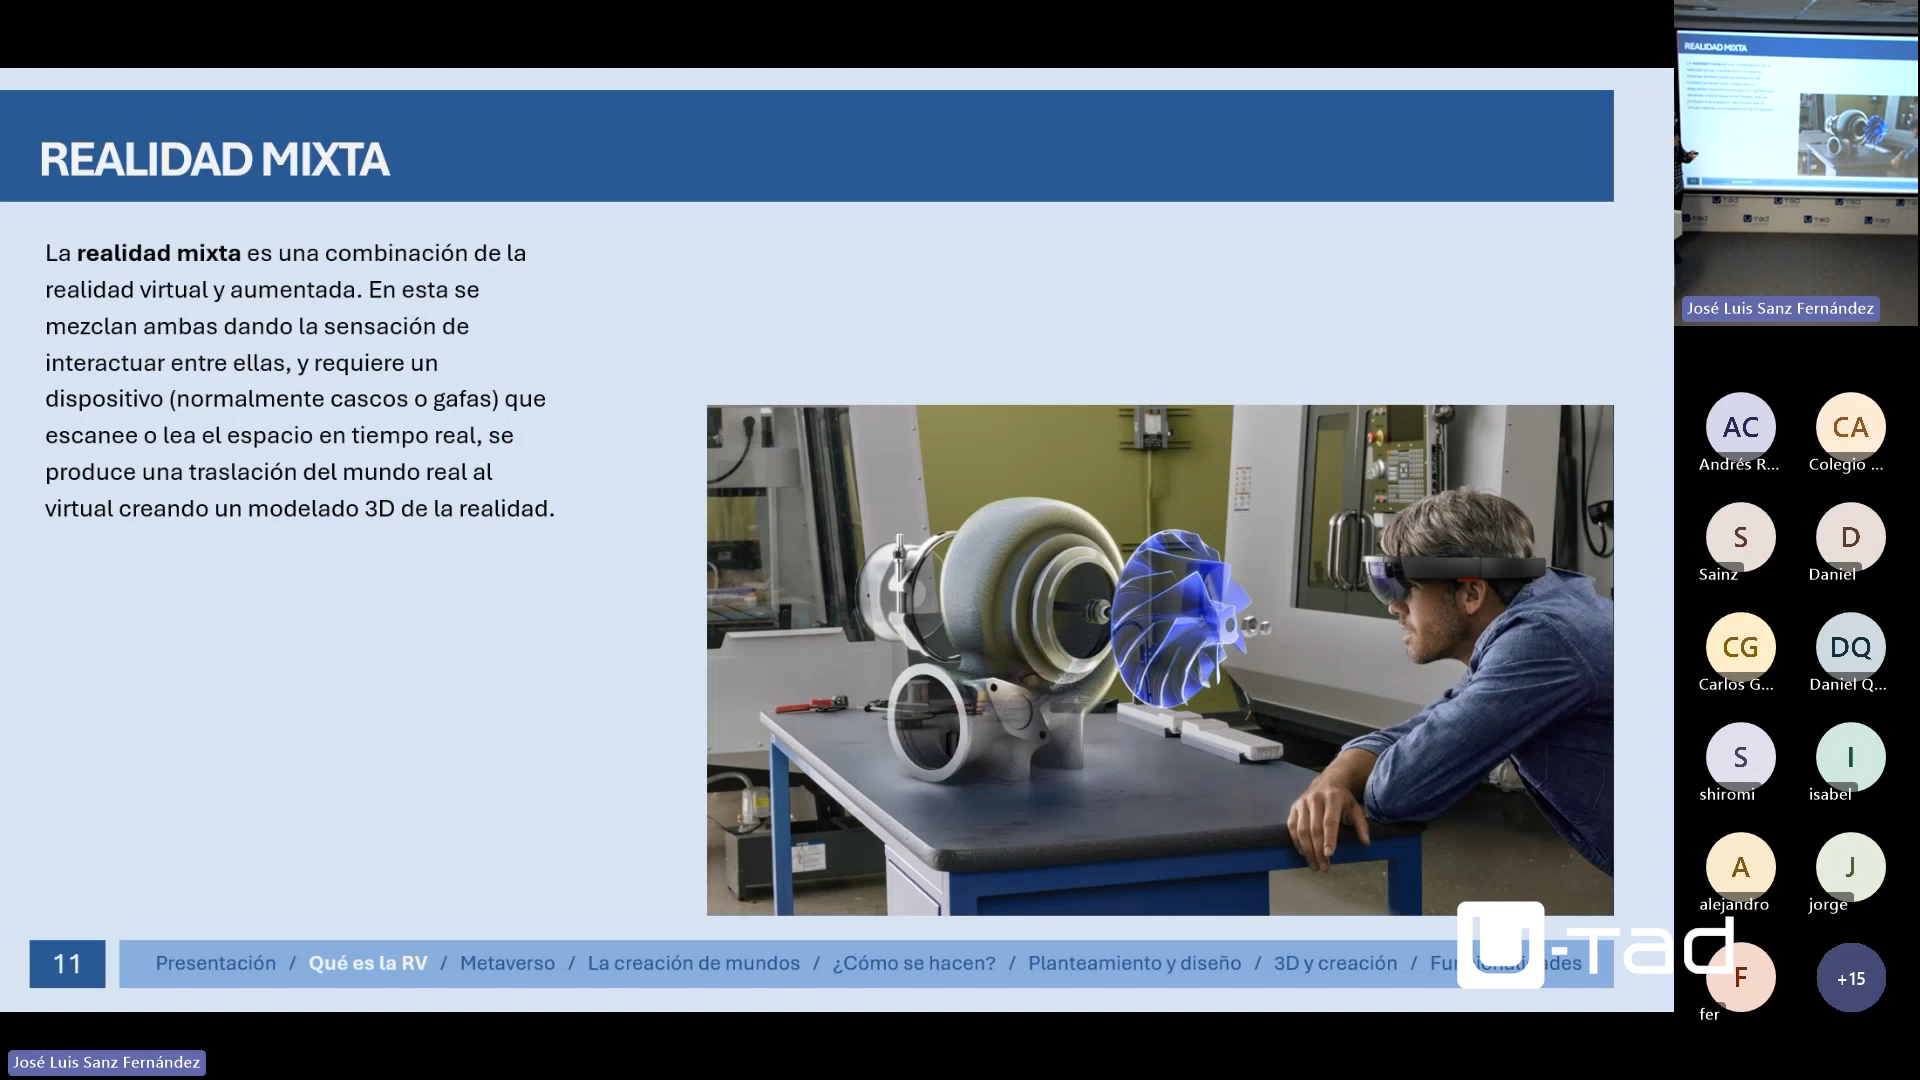 REALIDAD MIXTA
La realidad mixta es una combinación de la
realidad virtual y aumentada. En esta se
mezclan ambas dando la sensación de
interactuar entre ellas, y requiere un
dispositivo (normalmente cascos o gafas) que
escanee o lea el espacio en tiempo real, se
produce una traslación del mundo real al
virtual creando un modelado 3D de la realidad.
11
Presentación / Qué es la RV / Metaverso / La creación de mundos / ¿Cómo se hacen? / Planteamiento y diseño / 3D y creación /
U-Tad
José Luis Sanz Fernández
REALIDAD MIXTA
José Luis Sanz Fernández
AC
Andrés R...
CA
Colegio ...
S
Sainz
D
Daniel
CG
Carlos G...
DQ
Daniel Q...
S
shiromi
I
isabel
A
alejandro
J
jorge
F
fer
+15